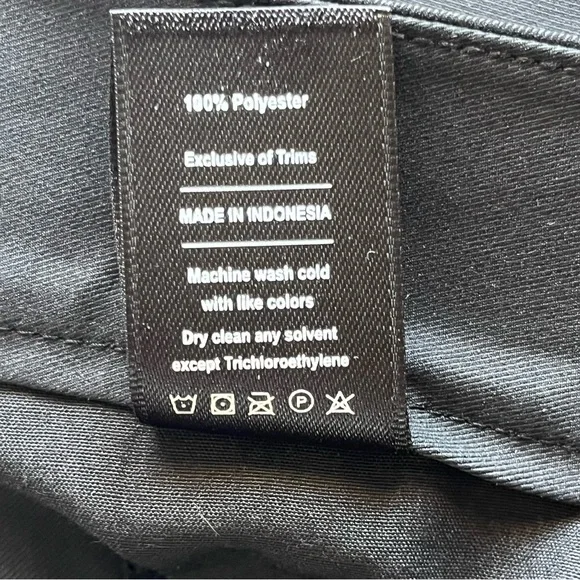 100% Polyester
Exclusive of Trims
MADE IN INDONESIA
Machine wash cold
with like colors
Dry clean any solvent
except Trichloroethylene
P